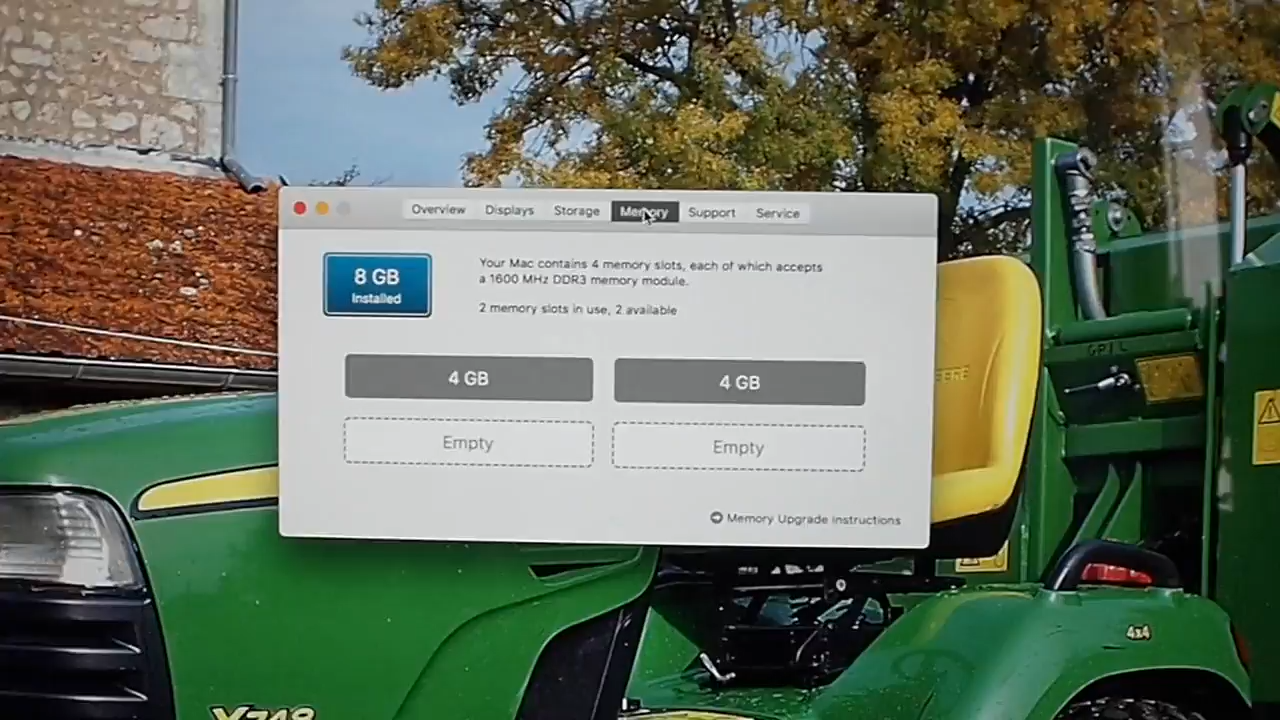 Overview Displays Storage Memory Support Service
8 GB
Installed
Your Mac contains 4 memory slots, each of which accepts
a 1600 MHz DDR3 memory module.
2 memory slots in use, 2 available
4 GB 4 GB
Empty Empty
Memory Upgrade Instructions
4x4
X748